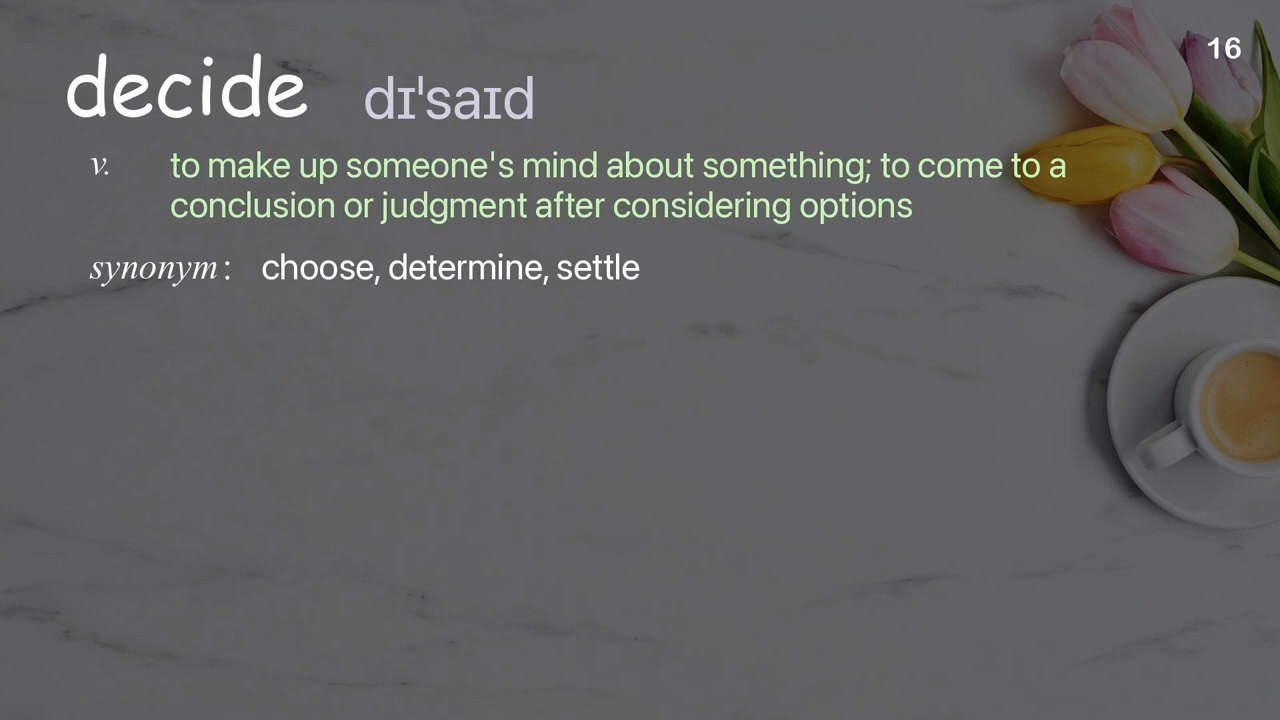 16
decide dɪˈsaɪd
v. to make up someone's mind about something; to come to a
conclusion or judgment after considering options
synonym: choose, determine, settle